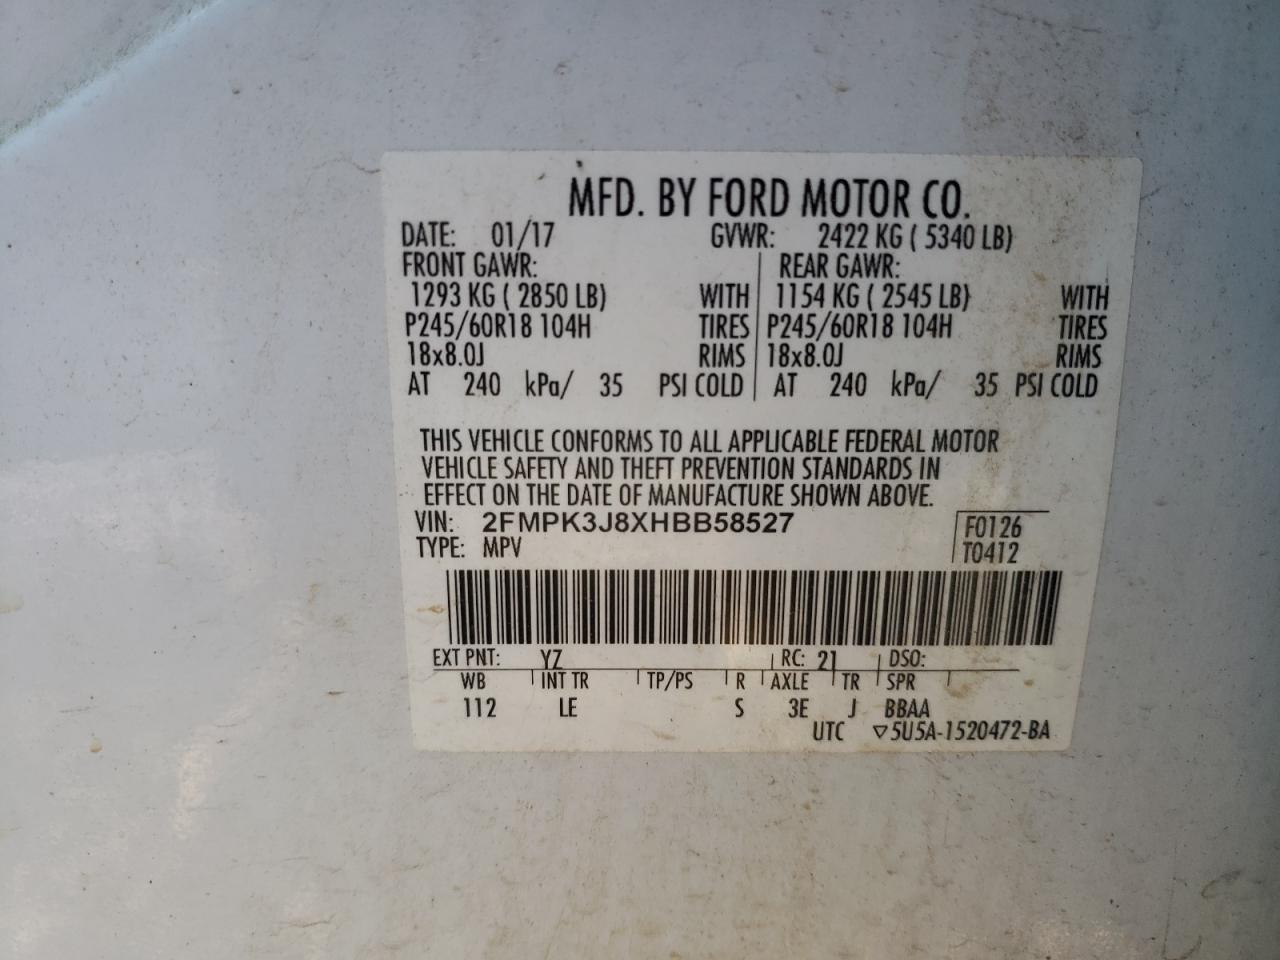 MFD. BY FORD MOTOR CO.
DATE: 01/17 GVWR: 2422 KG ( 5340 LB)
FRONT GAWR: REAR GAWR:
1293 KG ( 2850 LB) WITH 1154 KG ( 2545 LB) WITH
P245/60R18 104H TIRES P245/60R18 104H TIRES
18x8.0J RIMS 18x8.0J RIMS
AT 240 kPa/ 35 PSI COLD AT 240 kPa/ 35 PSI COLD
THIS VEHICLE CONFORMS TO ALL APPLICABLE FEDERAL MOTOR
VEHICLE SAFETY AND THEFT PREVENTION STANDARDS IN
EFFECT ON THE DATE OF MANUFACTURE SHOWN ABOVE.
VIN: 2FMPK3J8XHBB58527 F0126
TYPE: MPV T0412
EXT PNT: YZ RC: 21 DSO:
WB INT TR TP/PS R AXLE TR SPR
112 LE S 3E J BBAA
UTC ▽5U5A-1520472-BA